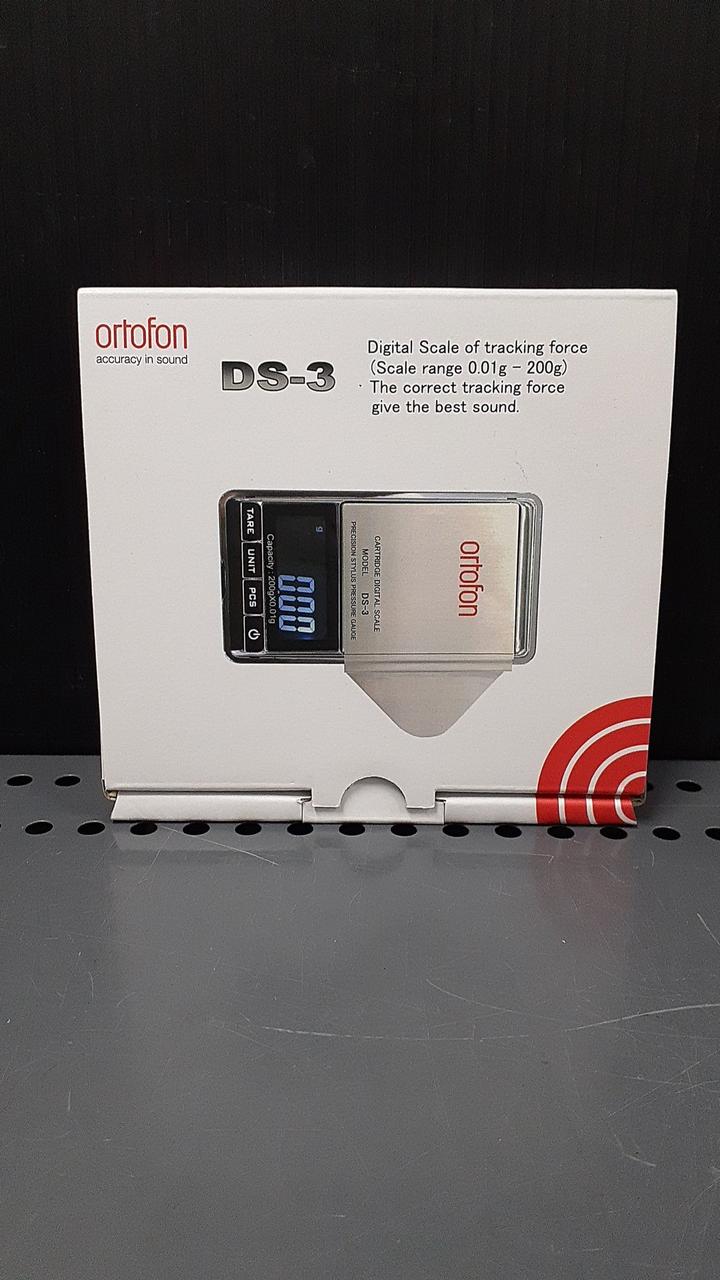 ortofon
accuracy in sound
DS-3
Digital Scale of tracking force
(Scale range 0.01g - 200g)
· The correct tracking force
give the best sound.
TARE
UNIT
PCS
Capacity : 200gX0.01g
g
0.00
ortofon
CARTRIDGE DIGITAL SCALE
MODEL DS-3
PRECISION STYLUS PRESSURE GAUGE